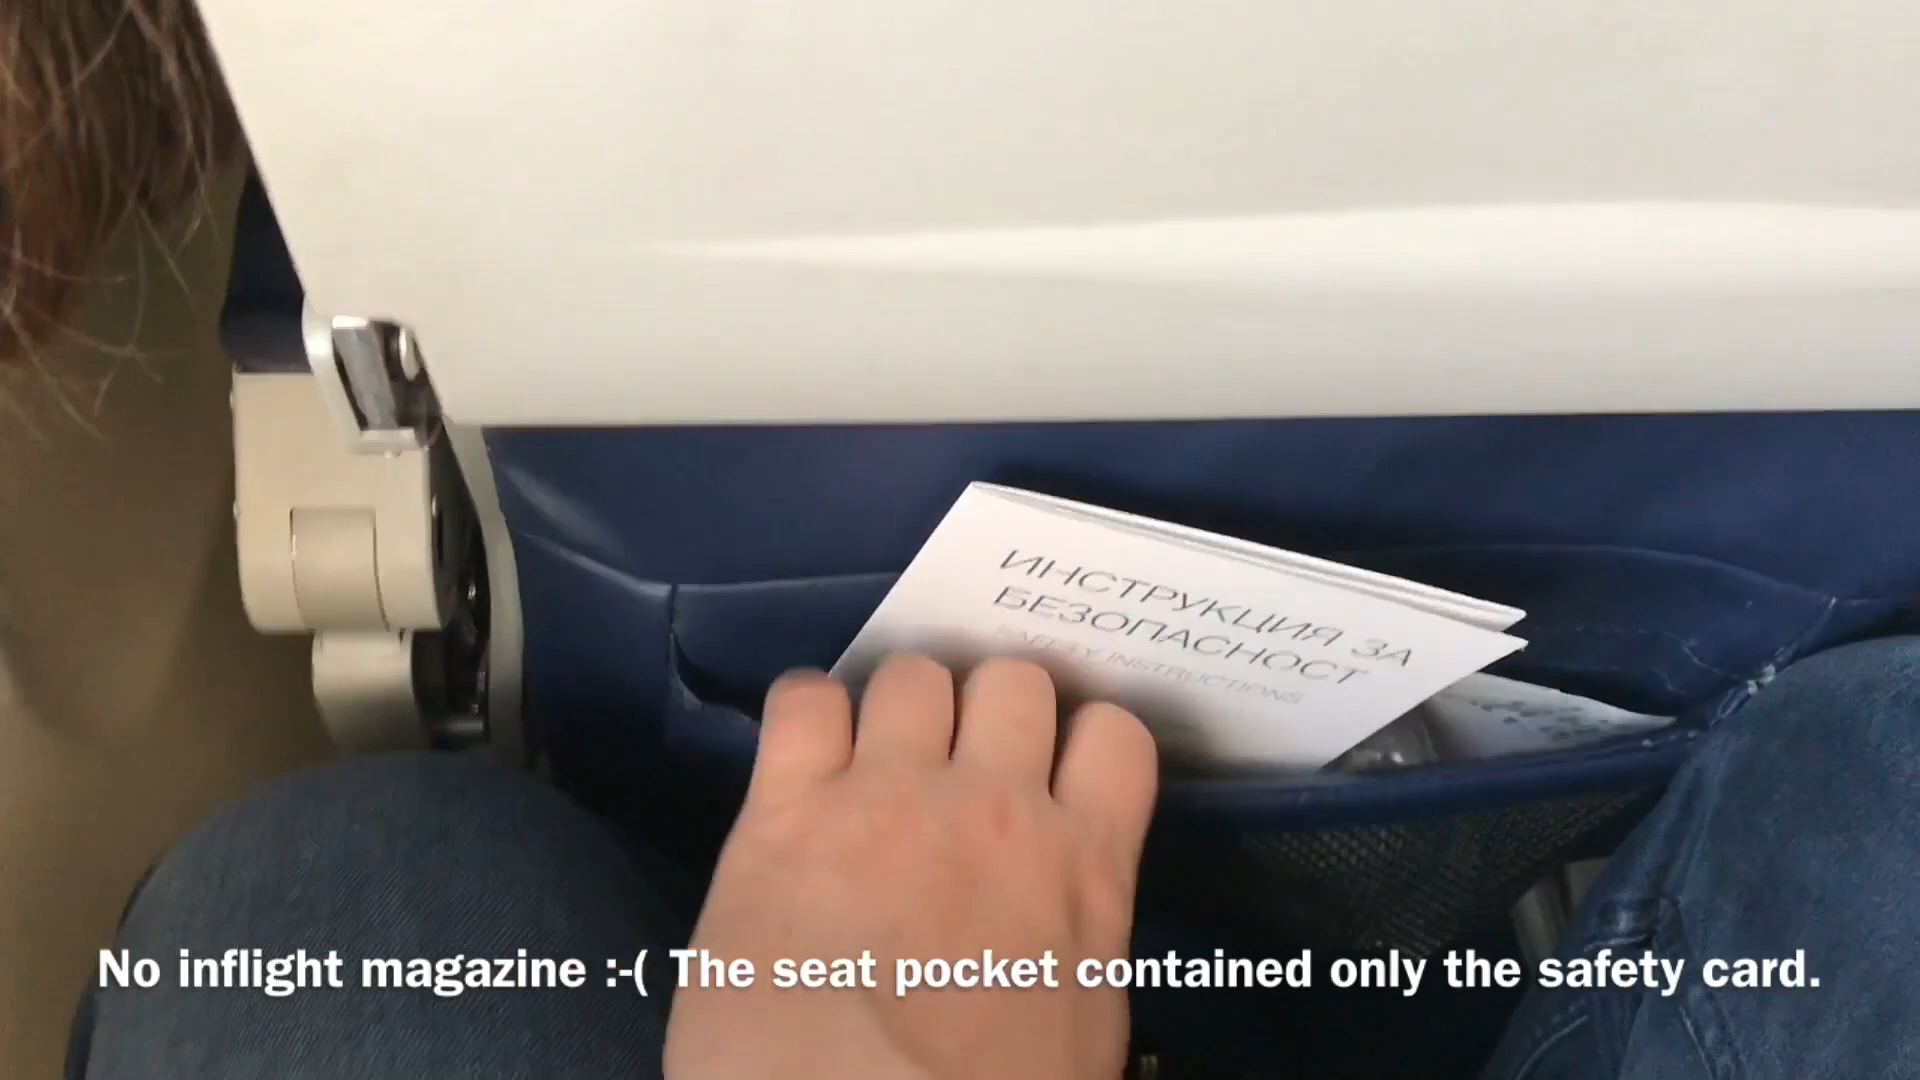 ИНСТРУКЦИЯ ЗА
БЕЗОПАСНОСТ
SAFETY INSTRUCTIONS
No inflight magazine :-( The seat pocket contained only the safety card.